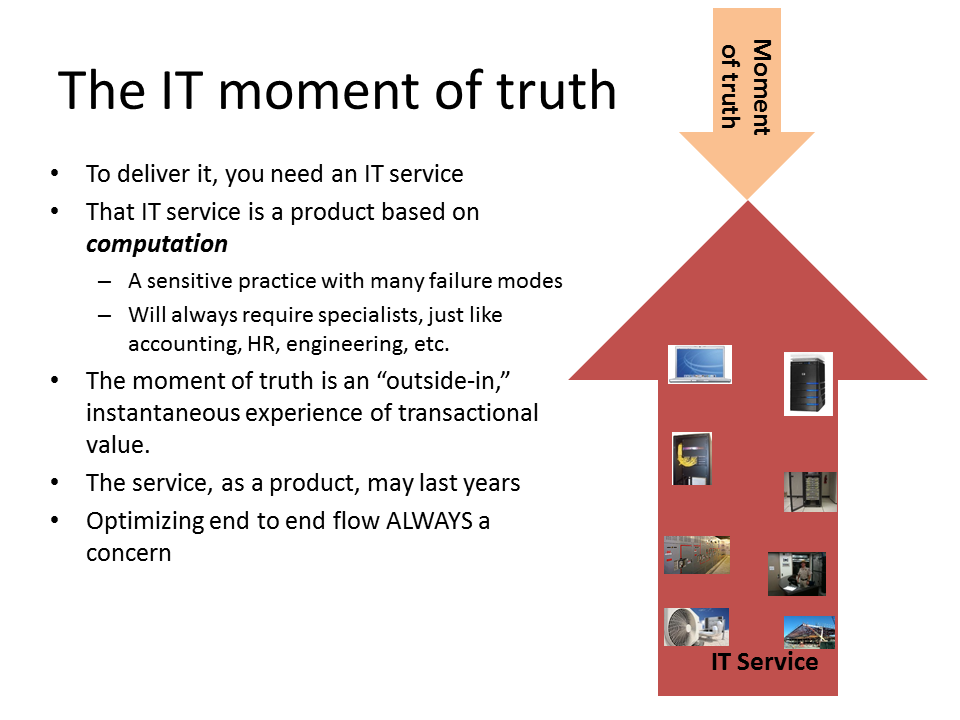 The IT moment of truth
• To deliver it, you need an IT service
• That IT service is a product based on
computation
– A sensitive practice with many failure modes
– Will always require specialists, just like
accounting, HR, engineering, etc.
• The moment of truth is an “outside-in,”
instantaneous experience of transactional
value.
• The service, as a product, may last years
• Optimizing end to end flow ALWAYS a
concern
Moment
of truth
IT Service